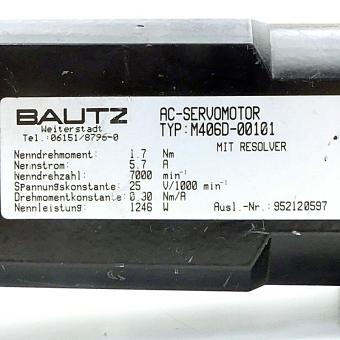 BAUTZ
Weiterstadt
Tel.:06151/8796-0
AC-SERVOMOTOR
TYP:M406D-00101
MIT RESOLVER
Nenndrehmoment: 1.7 Nm
Nennstrom: 5.7 A
Nenndrehzahl: 7000 min⁻¹
Spannungskonstante: 25 V/1000 min⁻¹
Drehmomentkonstante: 0.30 Nm/A
Nennleistung: 1246 W
Ausl.-Nr.:952120597